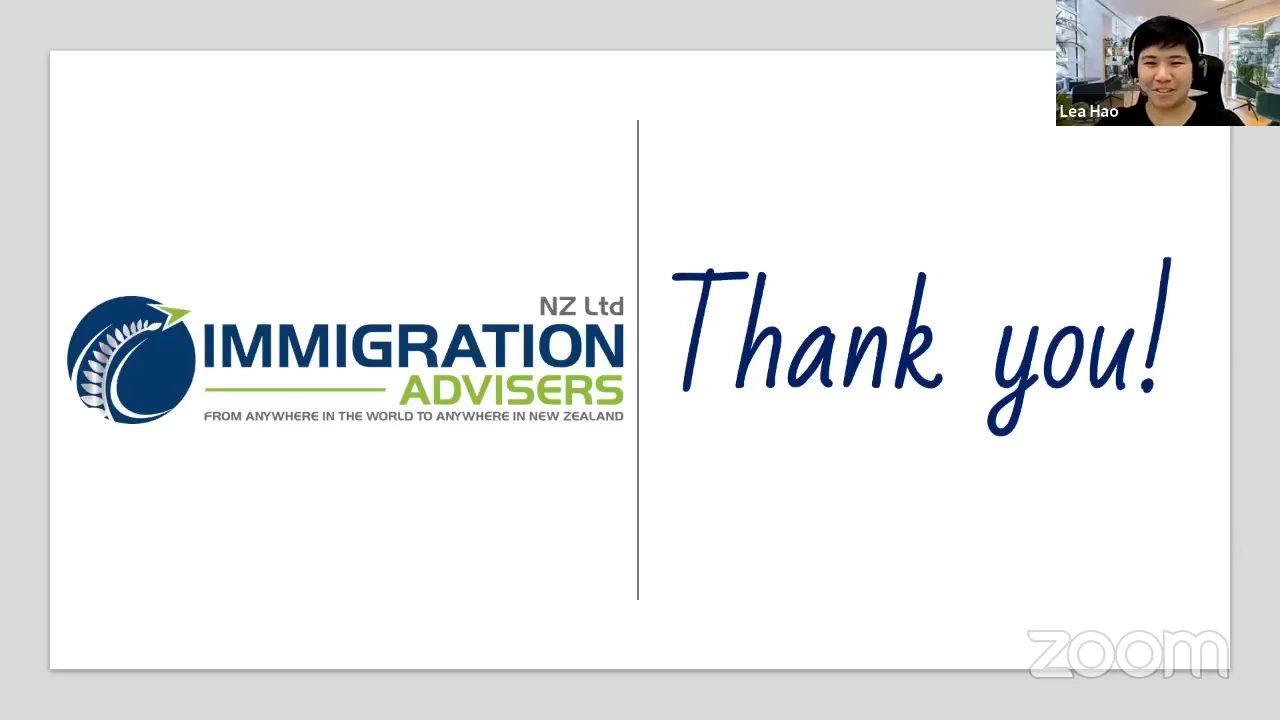 Lea Hao
NZ Ltd
IMMIGRATION
ADVISERS
FROM ANYWHERE IN THE WORLD TO ANYWHERE IN NEW ZEALAND
Thank you!
zoom